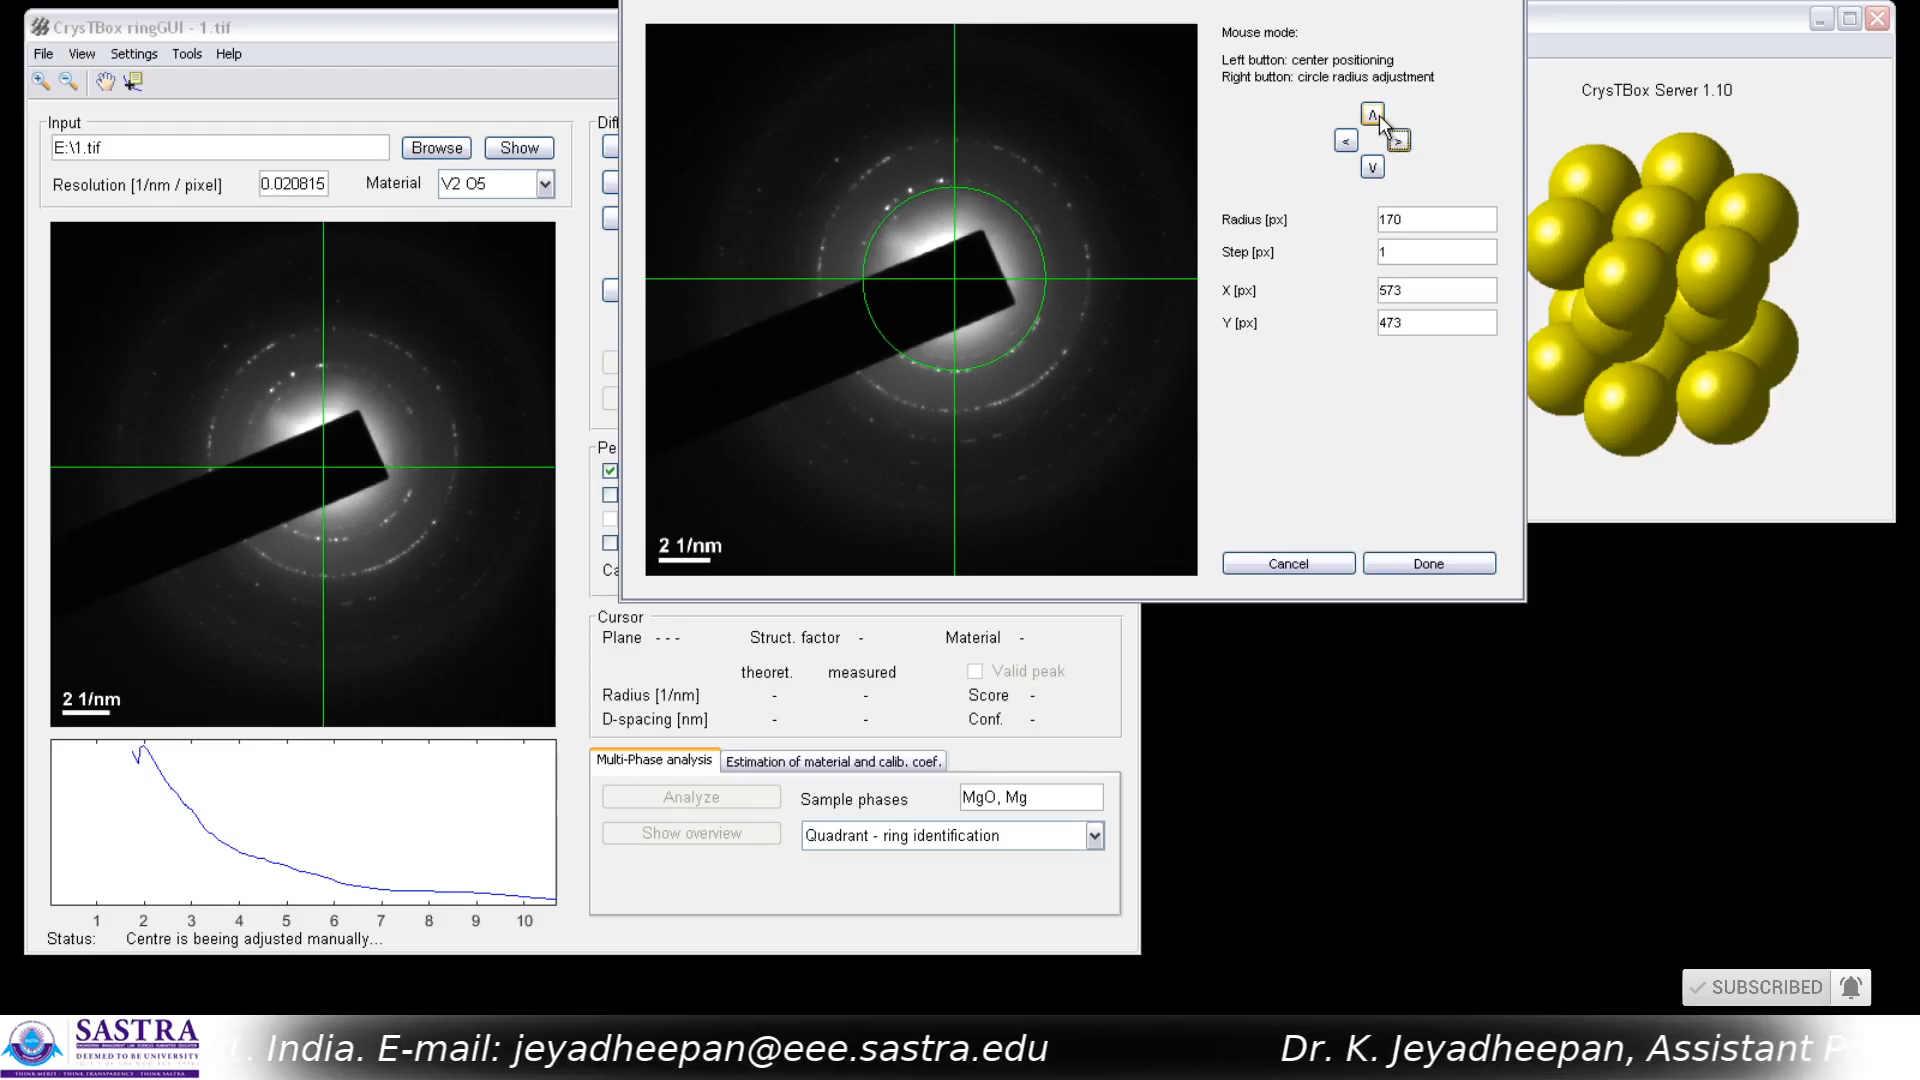 CrysTBox ringGUI - 1.tif
File View Settings Tools Help
Input
E:\1.tif Browse Show
Resolution [1/nm / pixel] 0.020815 Material V2 O5
2 1/nm
1 2 3 4 5 6 7 8 9 10
Status: Centre is beeing adjusted manually...
2 1/nm
Mouse mode:
Left button: center positioning
Right button: circle radius adjustment
Λ
< >
V
Radius [px] 170
Step [px] 1
X [px] 573
Y [px] 473
Cancel Done
Cursor
Plane - - - Struct. factor - Material -
theoret. measured Valid peak
Radius [1/nm] - - Score -
D-spacing [nm] - - Conf. -
Multi-Phase analysis Estimation of material and calib. coef.
Analyze Sample phases MgO, Mg
Show overview Quadrant - ring identification
CrysTBox Server 1.10
SUBSCRIBED
SASTRA
DEEMED TO BE UNIVERSITY
THINK MERIT · THINK TRANSPARENCY · THINK SASTRA
India. E-mail: jeyadheepan@eee.sastra.edu Dr. K. Jeyadheepan, Assistant P